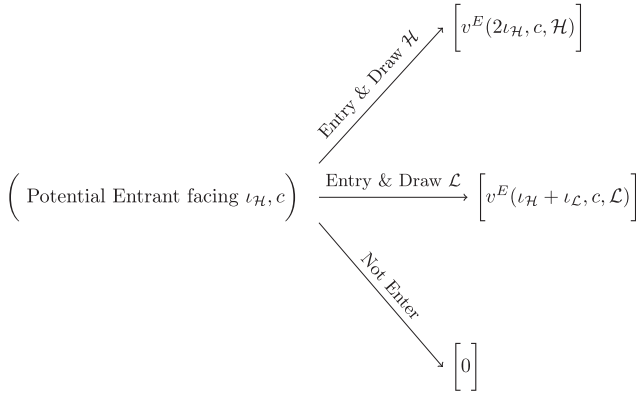 [v^E(2ι_ℋ, c, ℋ)]
Entry & Draw ℋ
( Potential Entrant facing ι_ℋ, c )
Entry & Draw ℒ
[v^E(ι_ℋ + ι_ℒ, c, ℒ)]
Not Enter
[0]